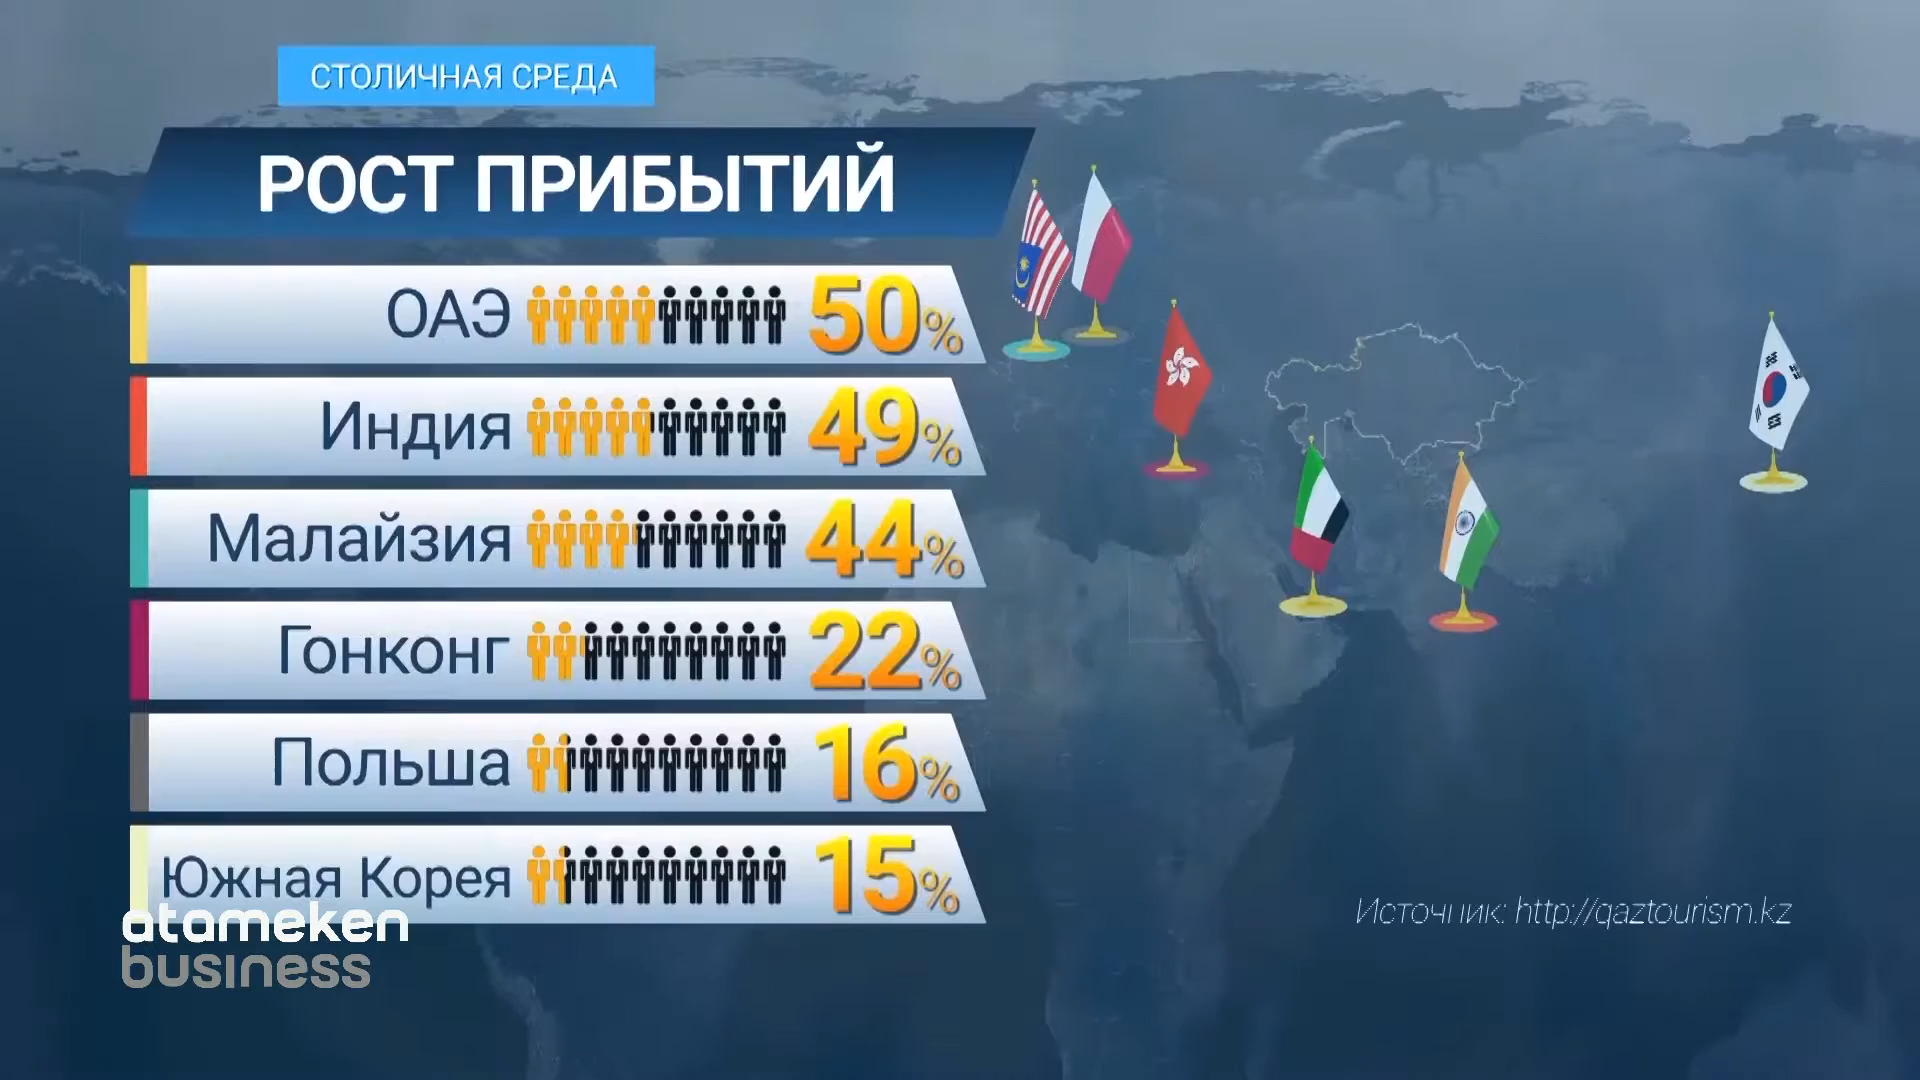 СТОЛИЧНАЯ СРЕДА
РОСТ ПРИБЫТИЙ
ОАЭ 50%
Индия 49%
Малайзия 44%
Гонконг 22%
Польша 16%
Южная Корея 15%
atameken
business
Источник: http://qaztourism.kz